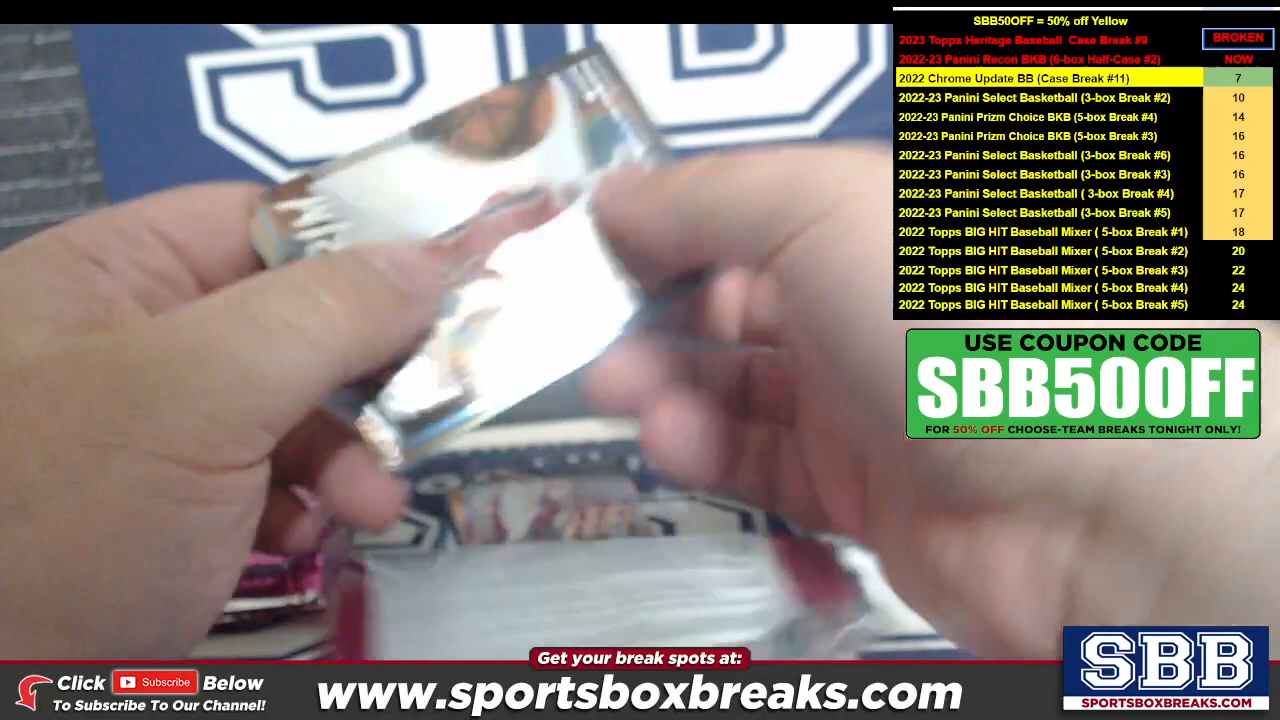 SBB50OFF = 50% off Yellow
2023 Topps Heritage Baseball Case Break #9 BROKEN
2022-23 Panini Recon BKB (6-box Half-Case #2) NOW
2022 Chrome Update BB (Case Break #11) 7
2022-23 Panini Select Basketball (3-box Break #2) 10
2022-23 Panini Prizm Choice BKB (5-box Break #4) 14
2022-23 Panini Prizm Choice BKB (5-box Break #3) 16
2022-23 Panini Select Basketball (3-box Break #6) 16
2022-23 Panini Select Basketball (3-box Break #3) 16
2022-23 Panini Select Basketball ( 3-box Break #4) 17
2022-23 Panini Select Basketball (3-box Break #5) 17
2022 Topps BIG HIT Baseball Mixer ( 5-box Break #1) 18
2022 Topps BIG HIT Baseball Mixer ( 5-box Break #2) 20
2022 Topps BIG HIT Baseball Mixer ( 5-box Break #3) 22
2022 Topps BIG HIT Baseball Mixer ( 5-box Break #4) 24
2022 Topps BIG HIT Baseball Mixer ( 5-box Break #5) 24
USE COUPON CODE
SBB50OFF
FOR 50% OFF CHOOSE-TEAM BREAKS TONIGHT ONLY!
Get your break spots at:
Click Subscribe Below
To Subscribe To Our Channel!
www.sportsboxbreaks.com
SBB
SPORTSBOXBREAKS.COM